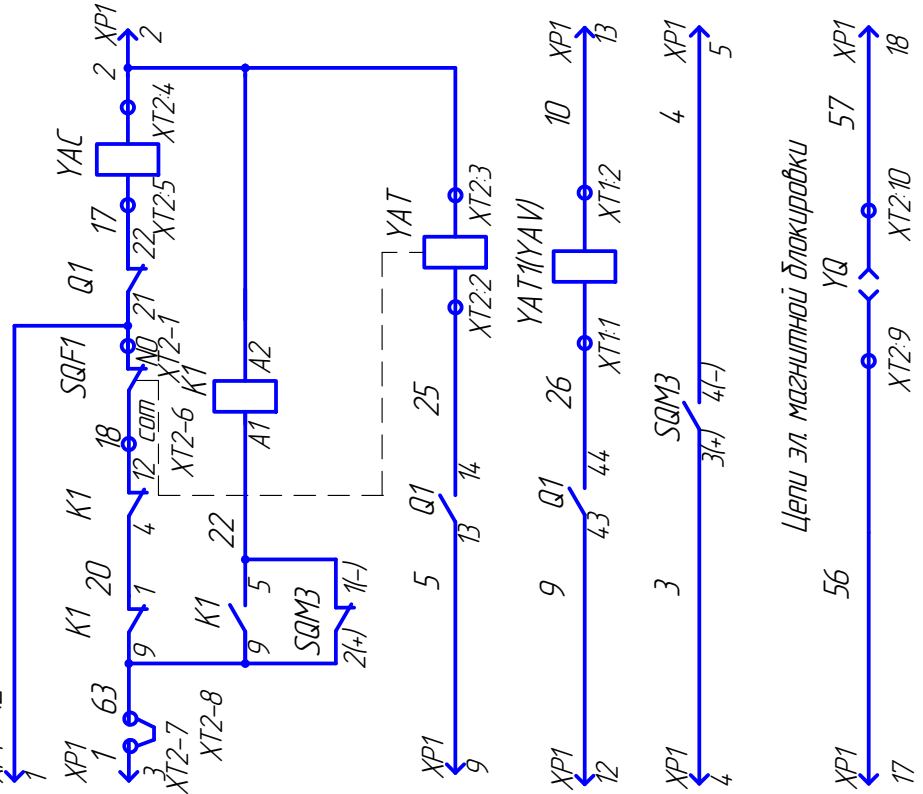 XP1
2
2
XT2:4
YAC
XT2:5
17
22
Q1
21
XT2-1
NO
SQF1
com
18
XT2-6
12
K1
4
20
1
K1
9
63
XT2-8
XT2-7
XP1
1
3
1
K1
A2
A1
22
5
K1
9
SQM3
1(-)
2(+)
YAT
XT2:3
XT2:2
25
14
Q1
13
5
XP1
9
XP1
13
10
XT1:2
YAT1(YAV)
XT1:1
26
44
Q1
43
9
XP1
12
XP1
5
4
SQM3
4(-)
3(+)
3
XP1
4
Цепи эл. магнитной блокировки
XP1
18
57
XT2:10
YQ
XT2:9
56
XP1
17